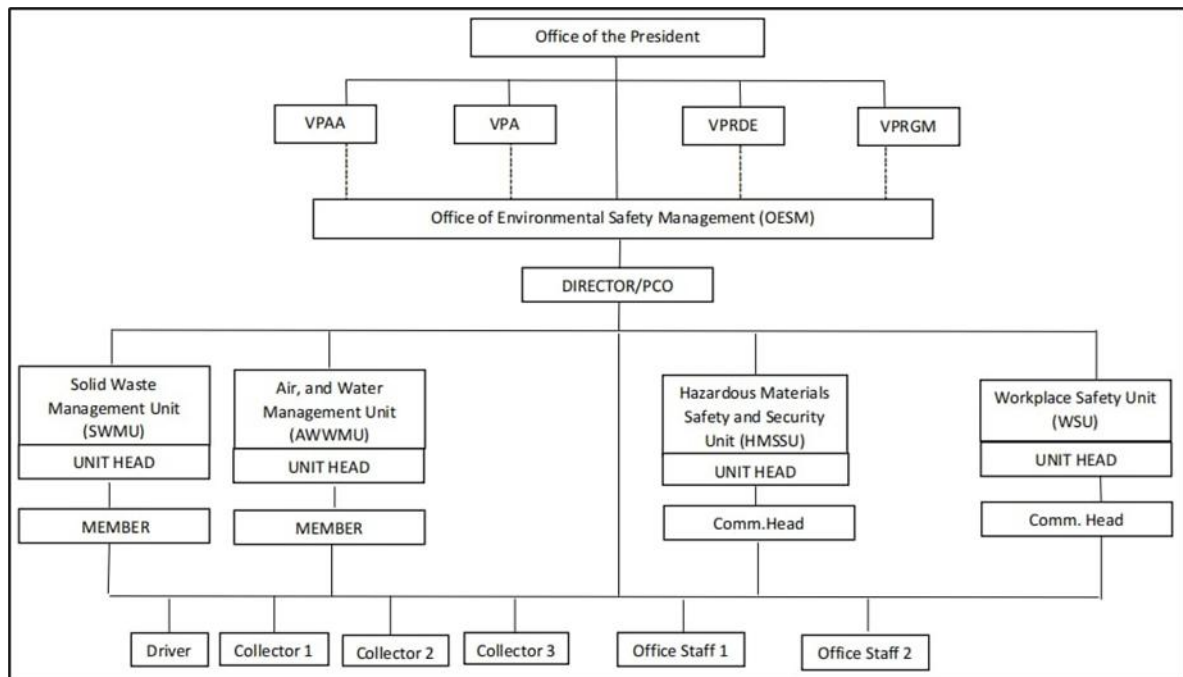 Office of the President
VPAA
VPA
VPRDE
VPRGM
Office of Environmental Safety Management (OESM)
DIRECTOR/PCO
Solid Waste
Management Unit
(SWMU)
UNIT HEAD
MEMBER
Air, and Water
Management Unit
(AWWMU)
UNIT HEAD
MEMBER
Hazardous Materials
Safety and Security
Unit (HMSSU)
UNIT HEAD
Comm.Head
Workplace Safety Unit
(WSU)
UNIT HEAD
Comm. Head
Driver
Collector 1
Collector 2
Collector 3
Office Staff 1
Office Staff 2